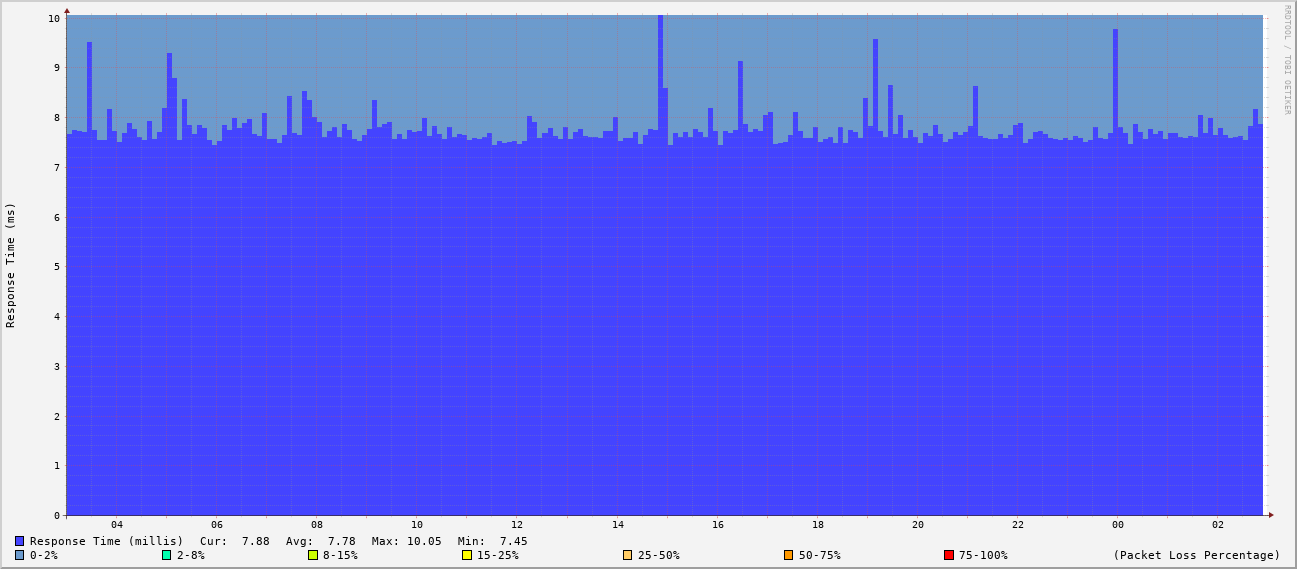 RRDTOOL / TOBI OETIKER
Response Time (ms)
10
9
8
7
6
5
4
3
2
1
0
04 06 08 10 12 14 16 18 20 22 00 02
Response Time (millis) Cur: 7.88 Avg: 7.78 Max: 10.05 Min: 7.45
0-2% 2-8% 8-15% 15-25% 25-50% 50-75% 75-100% (Packet Loss Percentage)